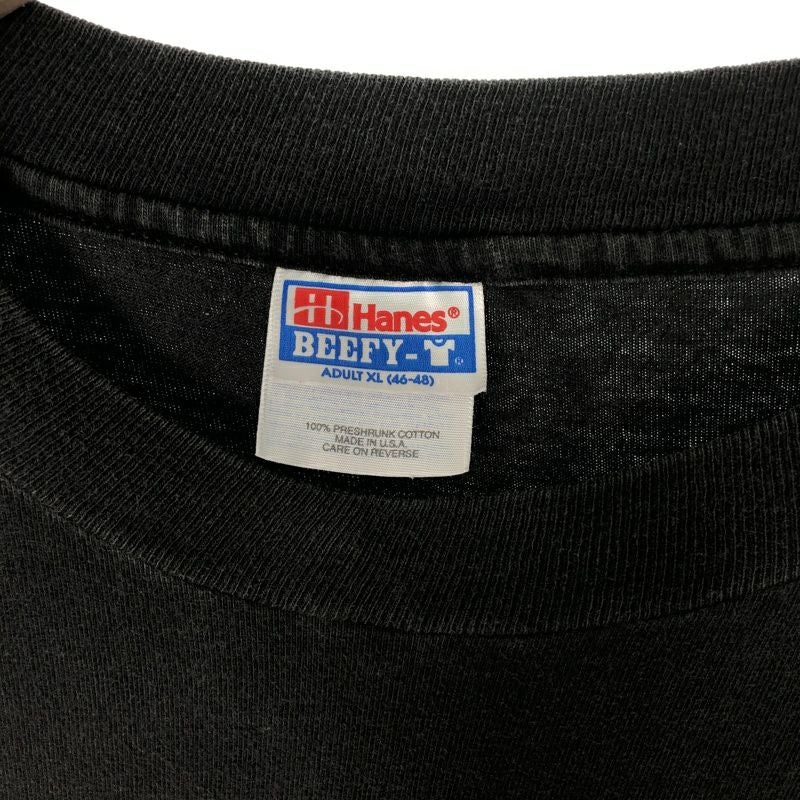 Hanes®
BEEFY-T®
ADULT XL (46-48)
100% PRESHRUNK COTTON
MADE IN U.S.A.
CARE ON REVERSE